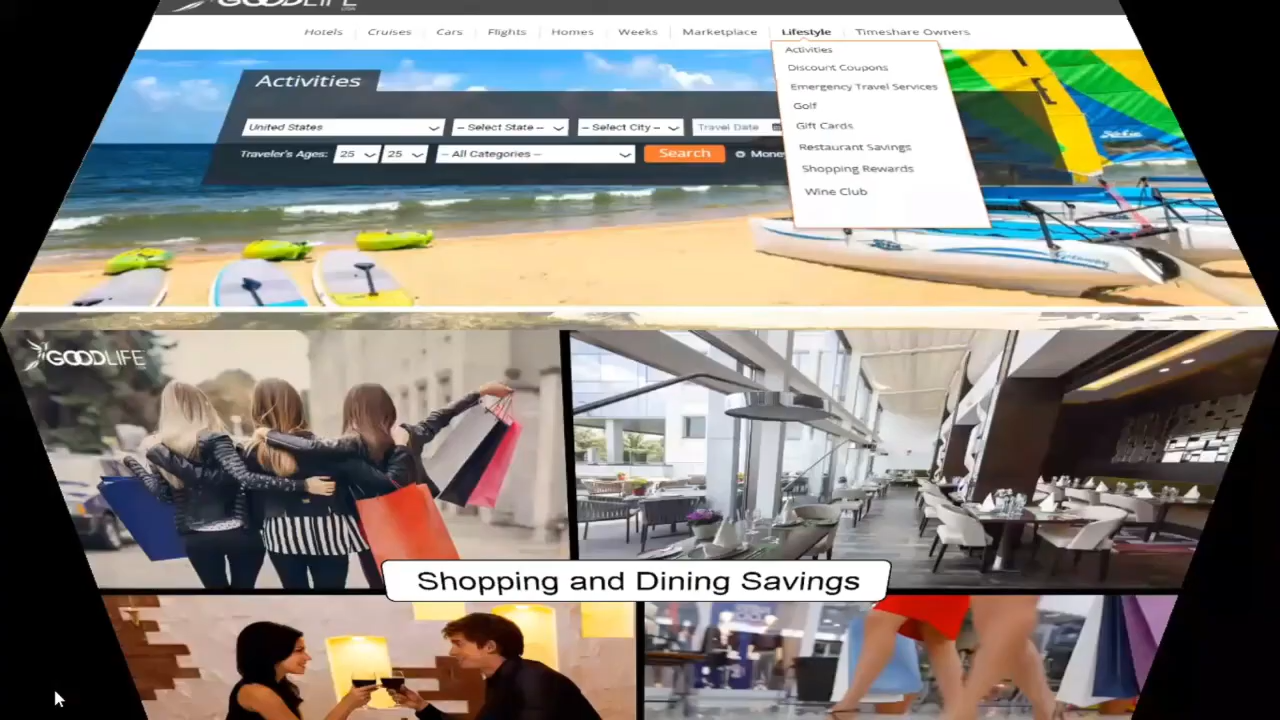 GOODLIFE
Hotels Cruises Cars Flights Homes Weeks Marketplace Lifestyle Timeshare Owners
Activities
Discount Coupons
Emergency Travel Services
Golf
Gift Cards
Restaurant Savings
Shopping Rewards
Wine Club
Activities
United States -- Select State -- -- Select City -- Travel Date
Traveler's Ages: 25 25 -- All Categories -- Search
GOODLIFE
Shopping and Dining Savings